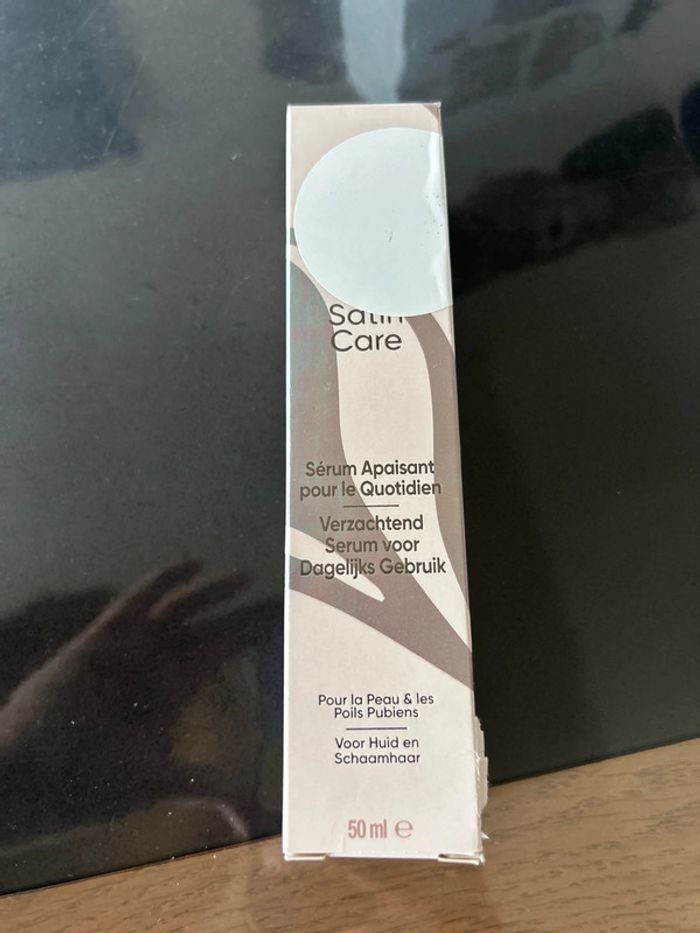 Satin
Care
Sérum Apaisant
pour le Quotidien
Verzachtend
Serum voor
Dagelijks Gebruik
Pour la Peau & les
Poils Pubiens
Voor Huid en
Schaamhaar
50 ml e